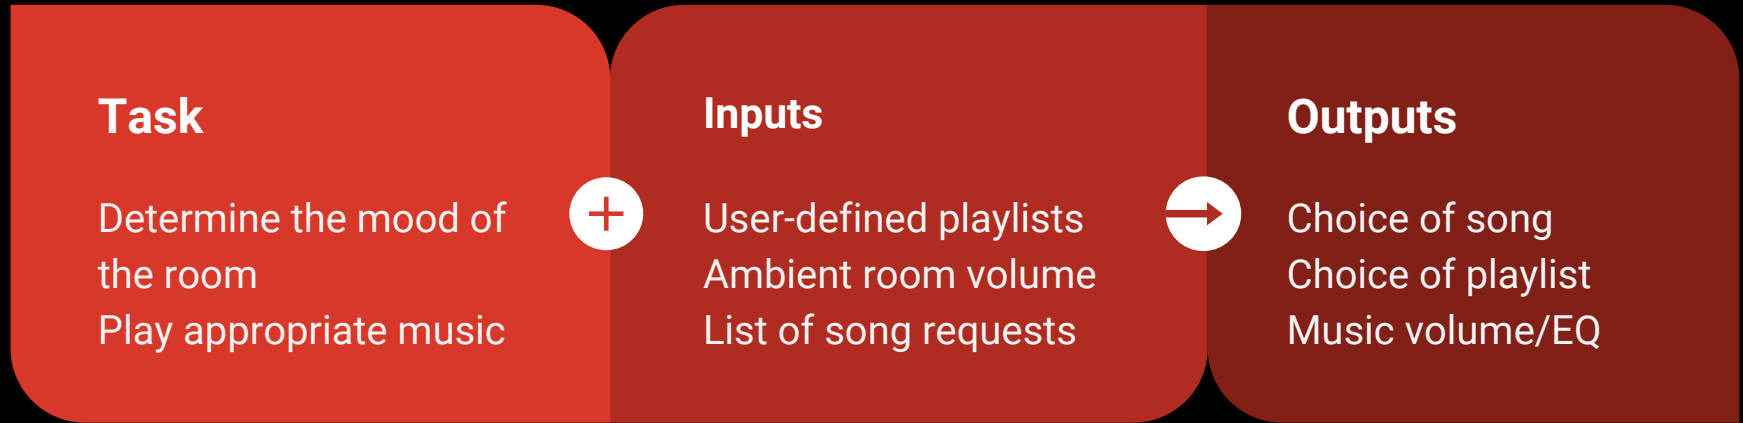 Task
Determine the mood of
the room
Play appropriate music
Inputs
User-defined playlists
Ambient room volume
List of song requests
Outputs
Choice of song
Choice of playlist
Music volume/EQ